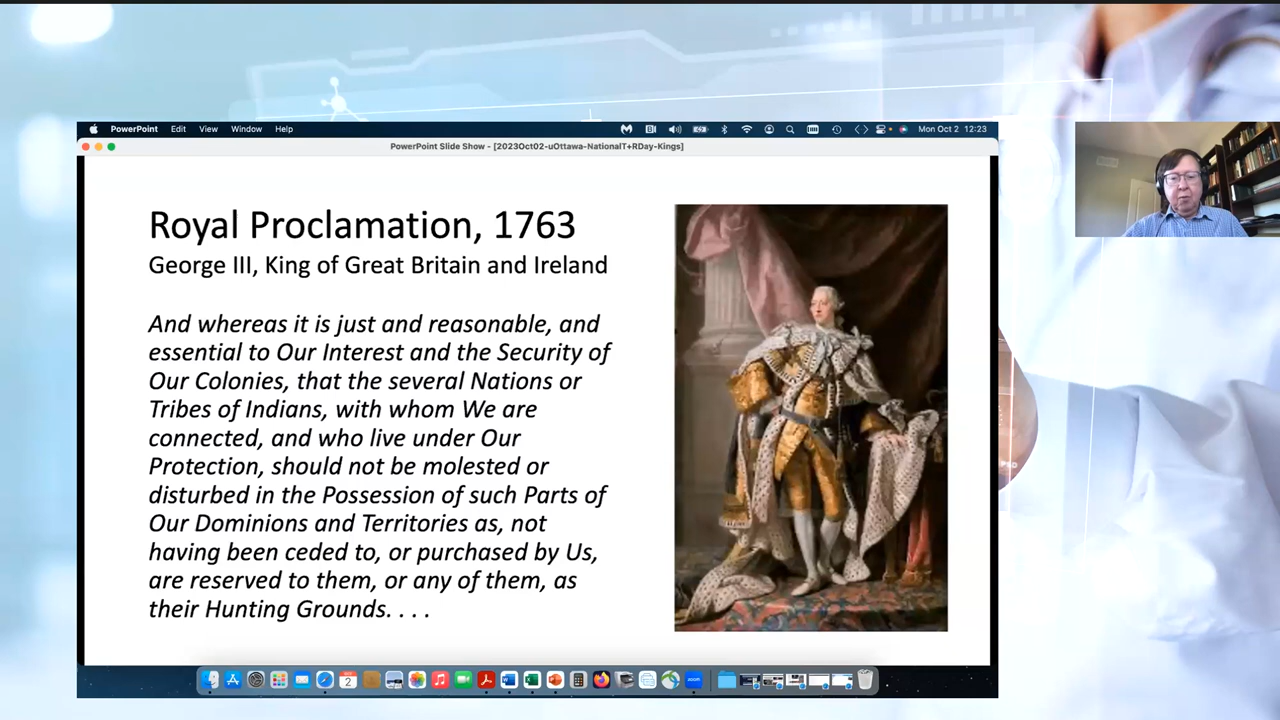 PowerPoint Edit View Window Help Mon Oct 2 12:23
PowerPoint Slide Show - [2023Oct02-uOttawa-NationalT+RDay-Kings]
Royal Proclamation, 1763
George III, King of Great Britain and Ireland
And whereas it is just and reasonable, and
essential to Our Interest and the Security of
Our Colonies, that the several Nations or
Tribes of Indians, with whom We are
connected, and who live under Our
Protection, should not be molested or
disturbed in the Possession of such Parts of
Our Dominions and Territories as, not
having been ceded to, or purchased by Us,
are reserved to them, or any of them, as
their Hunting Grounds. . . .
OCT
2
zoom